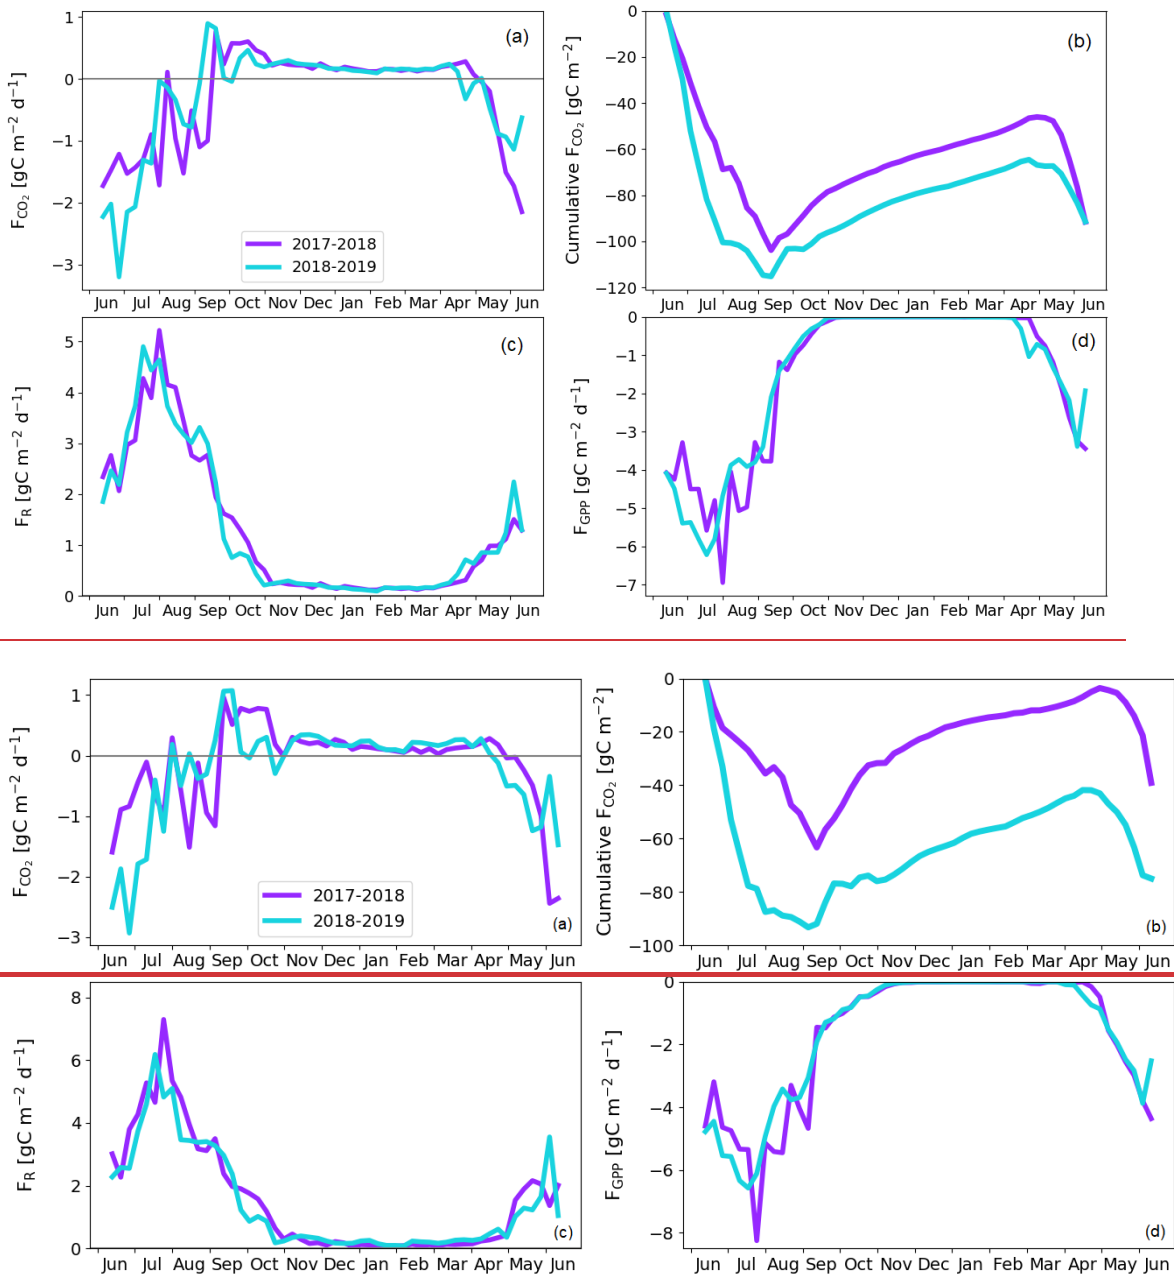 F_CO2 [gC m−2 d−1]
1
0
−1
−2
−3
(a)
2017-2018
2018-2019
Jun Jul Aug Sep Oct Nov Dec Jan Feb Mar Apr May Jun
Cumulative F_CO2 [gC m−2]
0
−20
−40
−60
−80
−100
−120
(b)
Jun Jul Aug Sep Oct Nov Dec Jan Feb Mar Apr May Jun
F_R [gC m−2 d−1]
5
4
3
2
1
0
(c)
Jun Jul Aug Sep Oct Nov Dec Jan Feb Mar Apr May Jun
F_GPP [gC m−2 d−1]
0
−1
−2
−3
−4
−5
−6
−7
(d)
Jun Jul Aug Sep Oct Nov Dec Jan Feb Mar Apr May Jun
F_CO2 [gC m−2 d−1]
1
0
−1
−2
−3
2017-2018
2018-2019
(a)
Jun Jul Aug Sep Oct Nov Dec Jan Feb Mar Apr May Jun
Cumulative F_CO2 [gC m−2]
0
−20
−40
−60
−80
−100
(b)
Jun Jul Aug Sep Oct Nov Dec Jan Feb Mar Apr May Jun
F_R [gC m−2 d−1]
8
6
4
2
0
(c)
Jun Jul Aug Sep Oct Nov Dec Jan Feb Mar Apr May Jun
F_GPP [gC m−2 d−1]
0
−2
−4
−6
−8
(d)
Jun Jul Aug Sep Oct Nov Dec Jan Feb Mar Apr May Jun